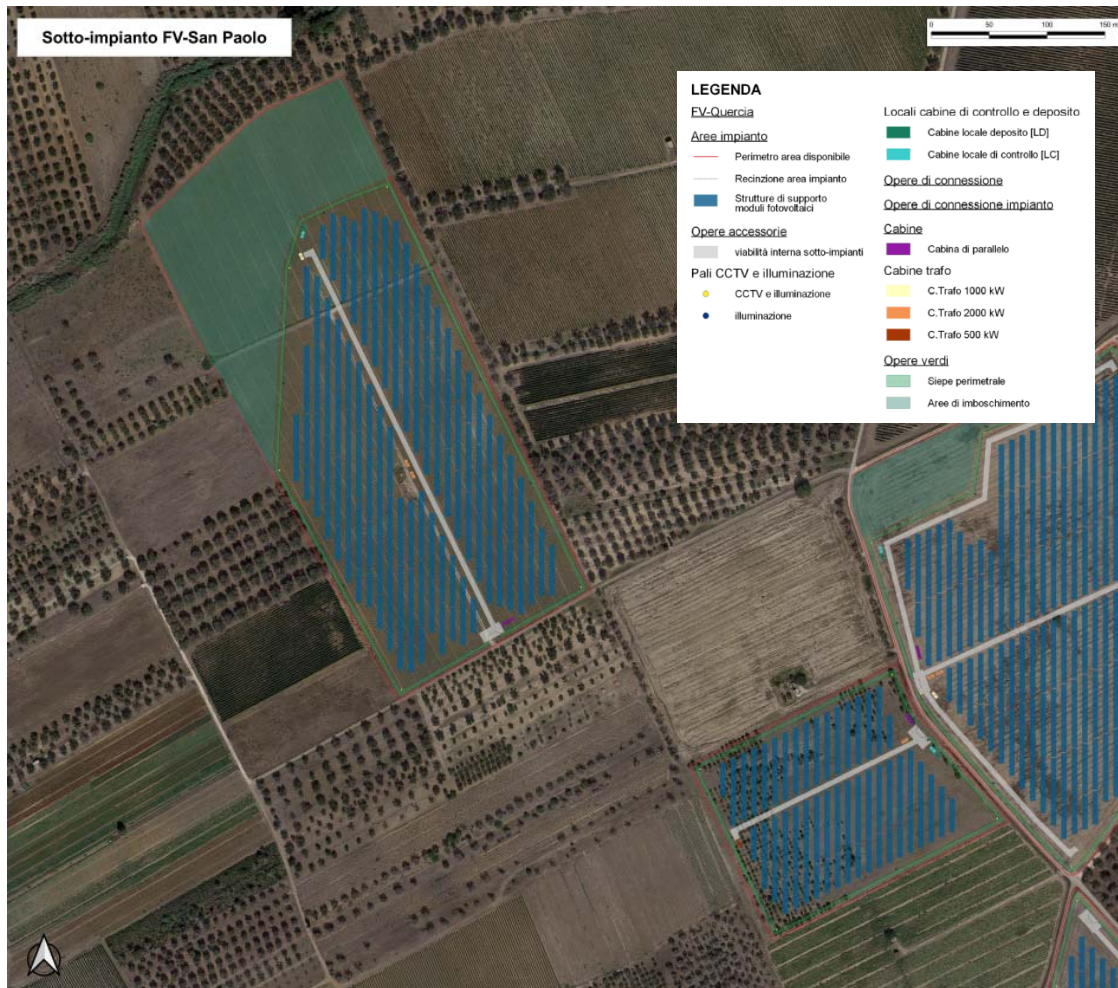 Sotto-impianto FV-San Paolo
0 50 100 150 m
LEGENDA
FV-Quercia
Aree impianto
Perimetro area disponibile
Recinzione area impianto
Strutture di supporto
moduli fotovoltaici
Opere accessorie
viabilità interna sotto-impianti
Pali CCTV e illuminazione
CCTV e illuminazione
illuminazione
Locali cabine di controllo e deposito
Cabine locale deposito [LD]
Cabine locale di controllo [LC]
Opere di connessione
Opere di connessione impianto
Cabine
Cabina di parallelo
Cabine trafo
C.Trafo 1000 kW
C.Trafo 2000 kW
C.Trafo 500 kW
Opere verdi
Siepe perimetrale
Aree di imboschimento